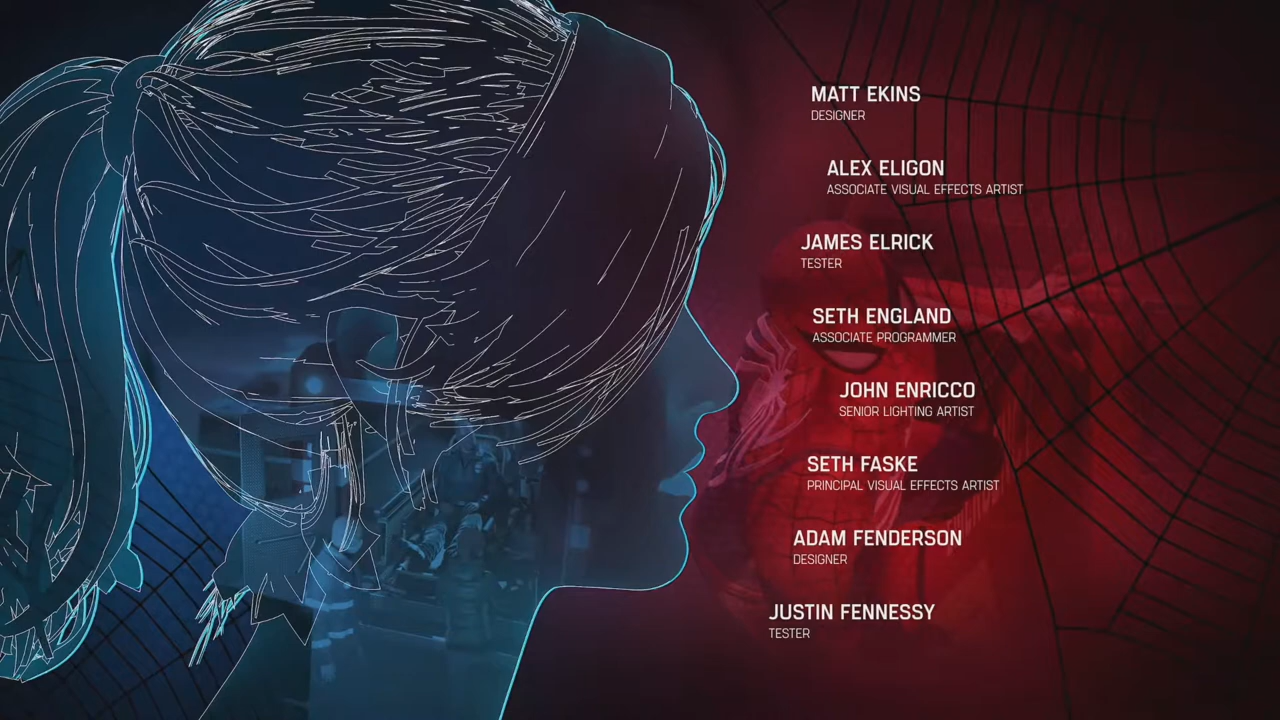 MATT EKINS
DESIGNER
ALEX ELIGON
ASSOCIATE VISUAL EFFECTS ARTIST
JAMES ELRICK
TESTER
SETH ENGLAND
ASSOCIATE PROGRAMMER
JOHN ENRICCO
SENIOR LIGHTING ARTIST
SETH FASKE
PRINCIPAL VISUAL EFFECTS ARTIST
ADAM FENDERSON
DESIGNER
JUSTIN FENNESSY
TESTER